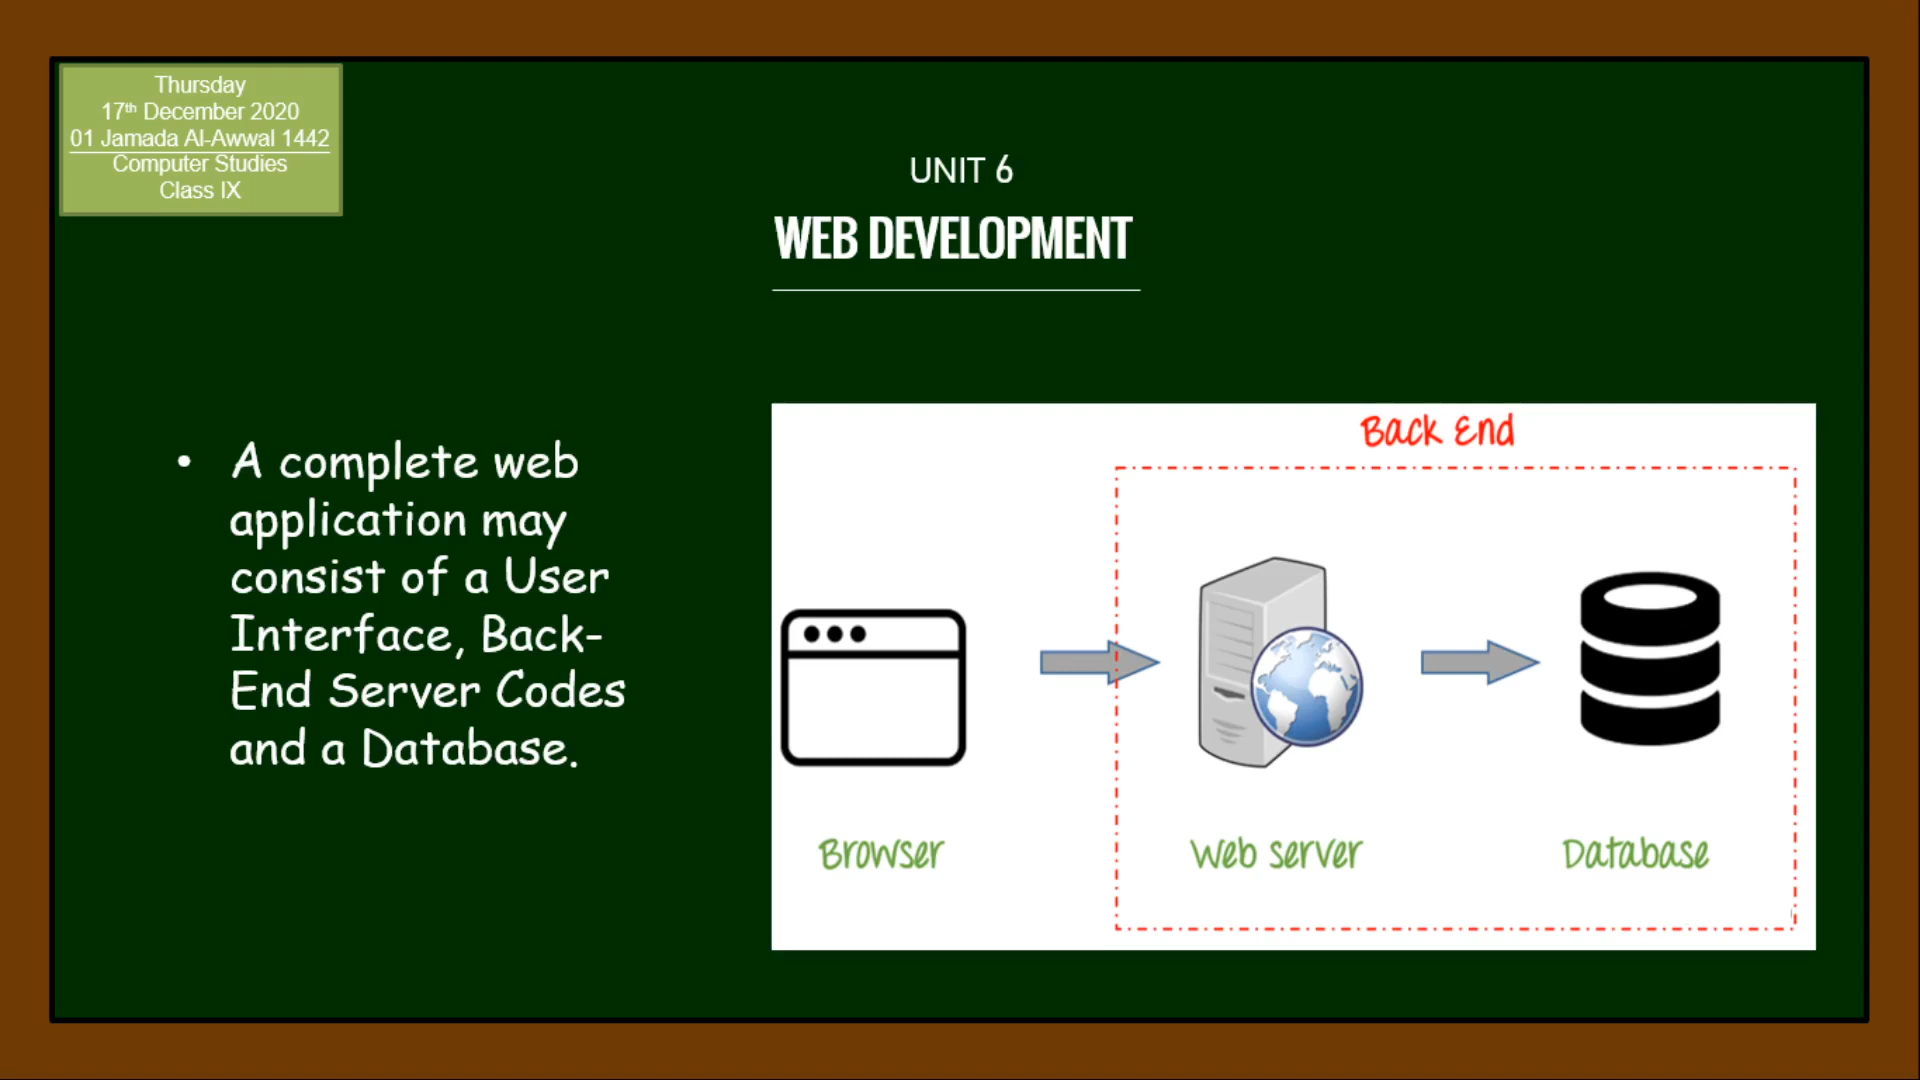 Thursday
17th December 2020
01 Jamada Al-Awwal 1442
Computer Studies
Class IX
UNIT 6
WEB DEVELOPMENT
• A complete web
application may
consist of a User
Interface, Back-
End Server Codes
and a Database.
Back End
Browser
Web server
Database